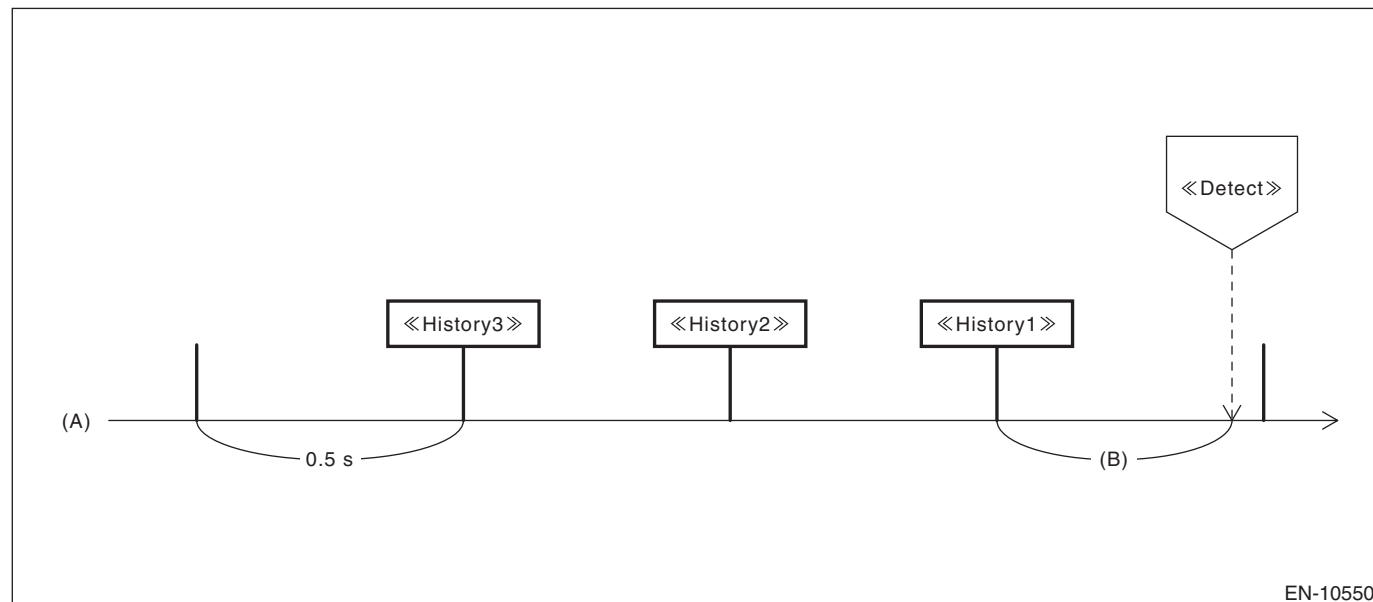 ≪Detect≫
≪History3≫ ≪History2≫ ≪History1≫
(A)
0.5 s (B)
EN-10550